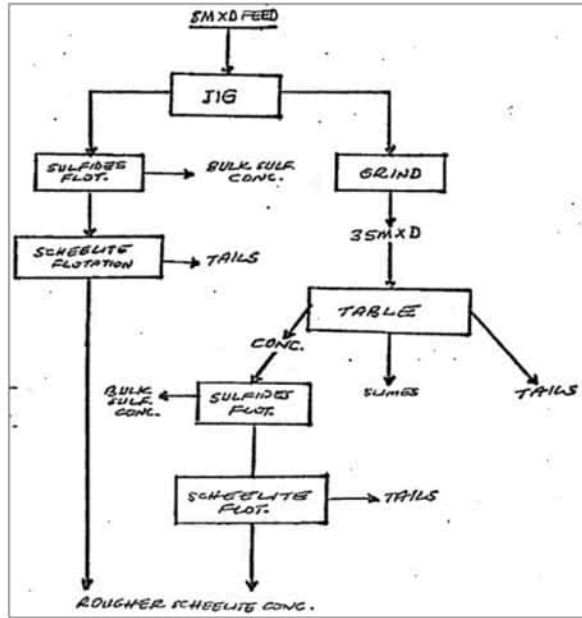 8M X D FEED
JIG
SULFIDES
FLOT.
BULK SULF
CONC.
GRIND
35M X D
SCHEELITE
FLOTATION
TAILS
TABLE
CONC.
SLIMES
TAILS
BULK
SULF.
CONC.
SULFIDES
FLOT.
SCHEELITE
FLOT.
TAILS
ROUGHER SCHEELITE CONC.